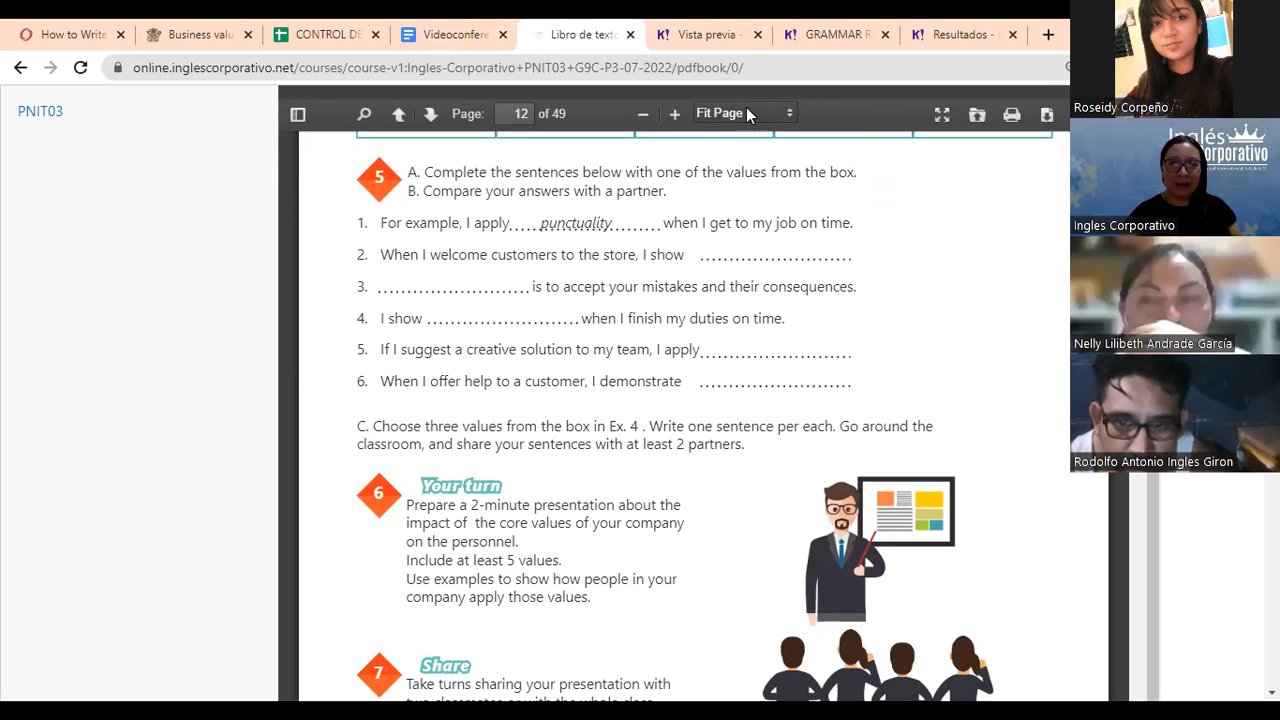 How to Write
Business valu
CONTROL DE
Videoconfere
Libro de texto
Vista previa -
GRAMMAR R
Resultados -
online.inglescorporativo.net/courses/course-v1:Ingles-Corporativo+PNIT03+G9C-P3-07-2022/pdfbook/0/
PNIT03
Page: 12 of 49
Fit Page
5
A. Complete the sentences below with one of the values from the box.
B. Compare your answers with a partner.
1. For example, I apply.....punctuality.........when I get to my job on time.
2. When I welcome customers to the store, I show ..........................
3. ..........................is to accept your mistakes and their consequences.
4. I show ..........................when I finish my duties on time.
5. If I suggest a creative solution to my team, I apply..........................
6. When I offer help to a customer, I demonstrate ..........................
C. Choose three values from the box in Ex. 4 . Write one sentence per each. Go around the
classroom, and share your sentences with at least 2 partners.
6
Your turn
Prepare a 2-minute presentation about the
impact of the core values of your company
on the personnel.
Include at least 5 values.
Use examples to show how people in your
company apply those values.
7
Share
Take turns sharing your presentation with
Roseidy Corpeño
Inglés
Corporativo
Ingles Corporativo
Nelly Lilibeth Andrade García
Rodolfo Antonio Ingles Giron